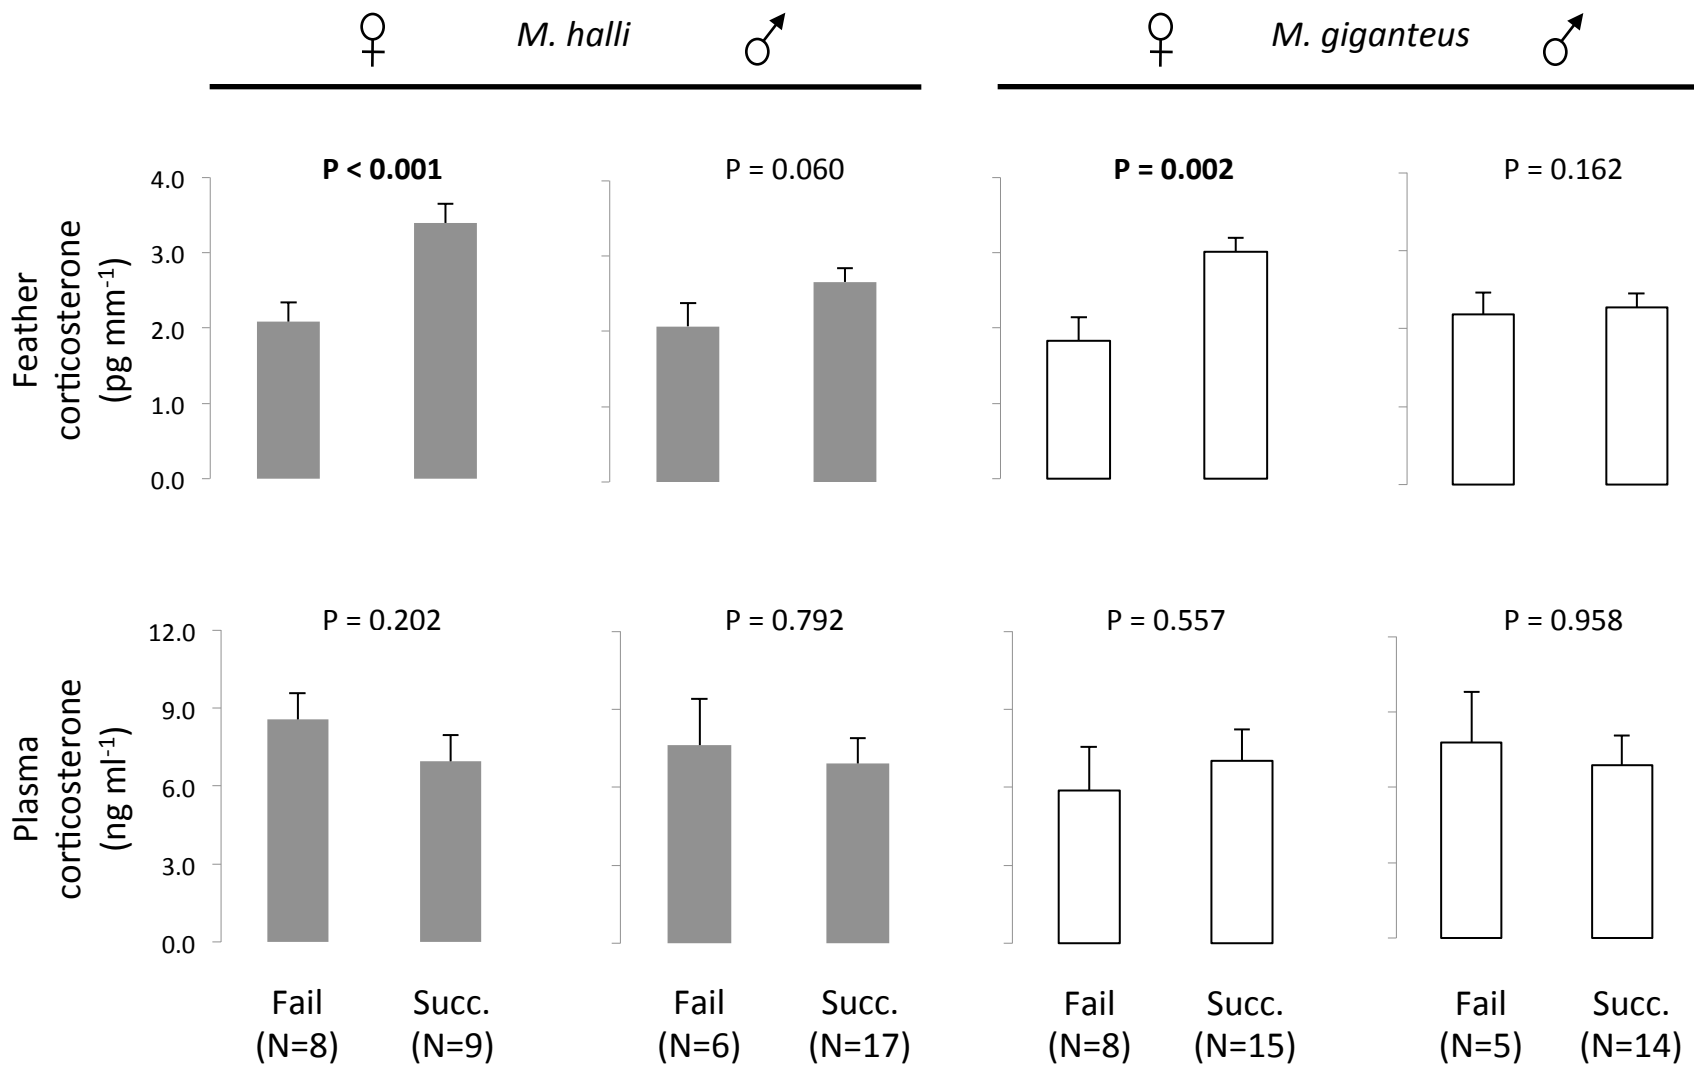 ♀ M. halli ♂ ♀ M. giganteus ♂
P < 0.001 P = 0.060 P = 0.002 P = 0.162
Feather
corticosterone
(pg mm⁻¹)
4.0
3.0
2.0
1.0
0.0
P = 0.202 P = 0.792 P = 0.557 P = 0.958
Plasma
corticosterone
(ng ml⁻¹)
12.0
9.0
6.0
3.0
0.0
Fail Succ. Fail Succ. Fail Succ. Fail Succ.
(N=8) (N=9) (N=6) (N=17) (N=8) (N=15) (N=5) (N=14)